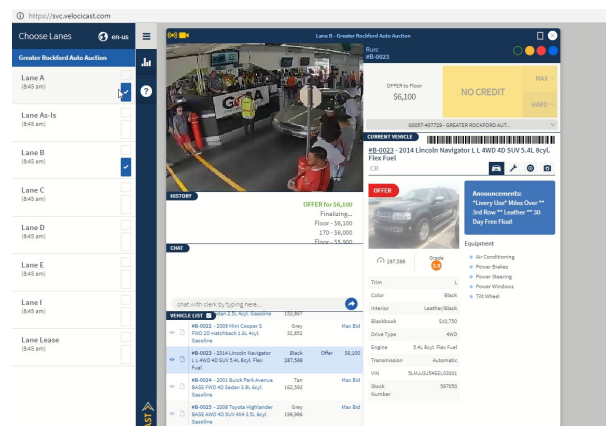 https://svc.velocicast.com
Choose Lanes
en-us
Greater Rockford Auto Auction
Lane A
(8:45 am)
Lane As-Is
(8:45 am)
Lane B
(8:45 am)
Lane C
(8:45 am)
Lane D
(8:45 am)
Lane E
(8:45 am)
Lane I
(8:45 am)
Lane Lease
(8:45 am)
Lane B - Greater Rockford Auto Auction
Rurc
#B-0023
OFFER to Floor
$6,100
NO CREDIT
MAX
HARD
GREATER ROCKFORD AUT...
HISTORY
OFFER for $6,100
Finalizing...
Floor - $6,100
170 - $6,000
Floor - $5,900
CHAT
chat with clerk by typing here...
VEHICLE LIST
Gasoline
#B-0022 - 2009 Mini Cooper S
FWD 2D Hatchback 1.6L 4cyl.
Gasoline
Grey
32,852
Max Bid
#B-0023 - 2014 Lincoln Navigator
L L 4WD 4D SUV 5.4L 8cyl. Flex
Fuel
Black
287,588
Offer
$6,100
#B-0024 - 2001 Buick Park Avenue
BASE FWD 4D Sedan 3.8L 6cyl.
Gasoline
Tan
162,592
Max Bid
#B-0025 - 2008 Toyota Highlander
BASE AWD 4D SUV 4X4 3.5L 6cyl.
Gasoline
Grey
198,986
Max Bid
CURRENT VEHICLE
#B-0023 - 2014 Lincoln Navigator L L 4WD 4D SUV 5.4L 8cyl.
Flex Fuel
CR
OFFER
Announcements:
*Livery Use* Miles Over **
3rd Row ** Leather ** 30
Day Free Float
287,588
Grade
Equipment
Air Conditioning
Power Brakes
Power Steering
Power Windows
Tilt Wheel
Trim L
Color Black
Interior Leather/Black
Blackbook $10,750
Drive Type 4WD
Engine 5.4L 8cyl. Flex Fuel
Transmission Automatic
VIN
Stock
Number
597030